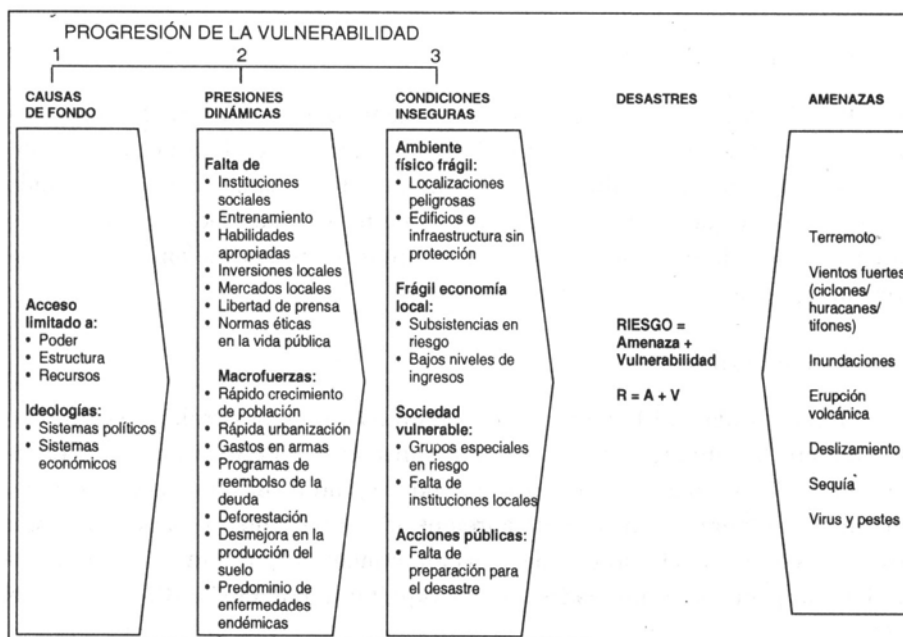 PROGRESIÓN DE LA VULNERABILIDAD
1 2 3
CAUSAS
DE FONDO
Acceso
limitado a:
• Poder
• Estructura
• Recursos
Ideologías:
• Sistemas políticos
• Sistemas
económicos
PRESIONES
DINÁMICAS
Falta de
• Instituciones
sociales
• Entrenamiento
• Habilidades
apropiadas
• Inversiones locales
• Mercados locales
• Libertad de prensa
• Normas éticas
en la vida pública
Macrofuerzas:
• Rápido crecimiento
de población
• Rápida urbanización
• Gastos en armas
• Programas de
reembolso de la
deuda
• Deforestación
• Desmejora en la
producción del
suelo
• Predominio de
enfermedades
endémicas
CONDICIONES
INSEGURAS
Ambiente
físico frágil:
• Localizaciones
peligrosas
• Edificios e
infraestructura sin
protección
Frágil economía
local:
• Subsistencias en
riesgo
• Bajos niveles de
ingresos
Sociedad
vulnerable:
• Grupos especiales
en riesgo
• Falta de
instituciones locales
Acciones públicas:
• Falta de
preparación para
el desastre
DESASTRES
RIESGO =
Amenaza +
Vulnerabilidad
R = A + V
AMENAZAS
Terremoto
Vientos fuertes
(ciclones/
huracanes/
tifones)
Inundaciones
Erupción
volcánica
Deslizamiento
Sequía
Virus y pestes